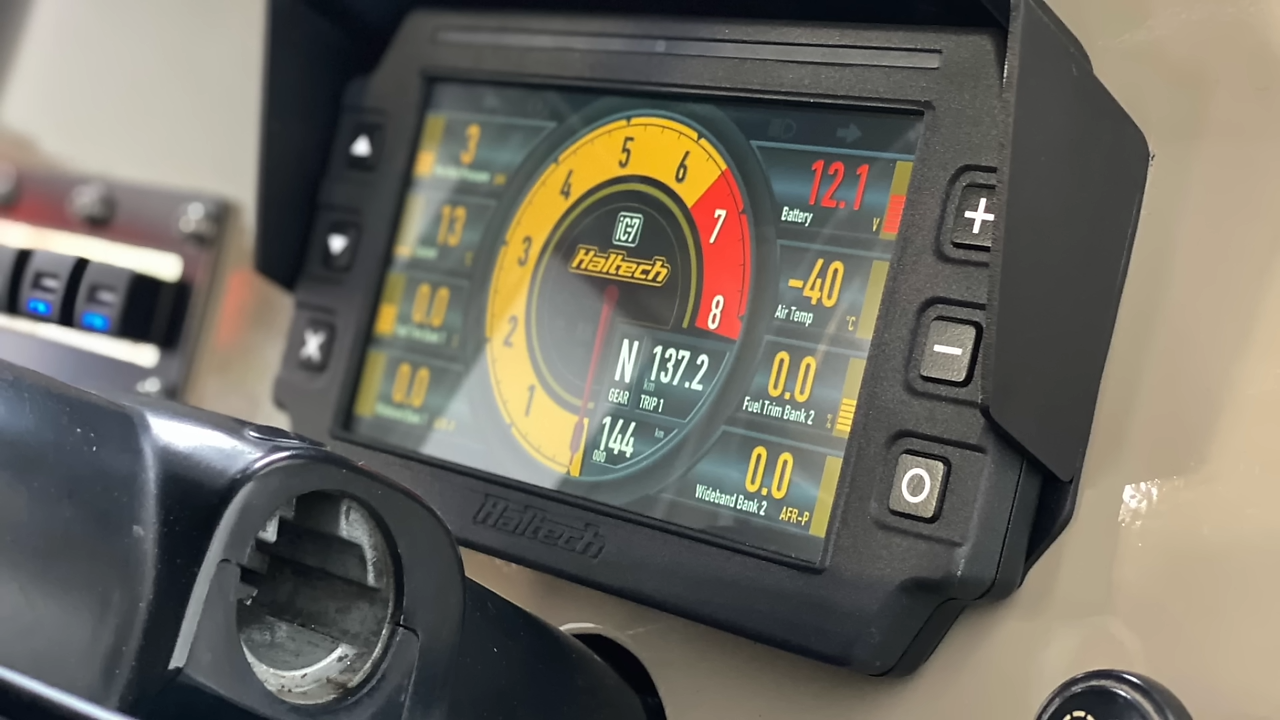 3
13
0.0
0.0
1
2
3
4
5
6
7
8
iC7
Haltech
N
GEAR
137.2
km
TRIP 1
144
km
ODO
12.1
Battery
V
-40
Air Temp
°C
0.0
Fuel Trim Bank 2
%
0.0
Wideband Bank 2
AFR-P
+
−
O
X
Haltech